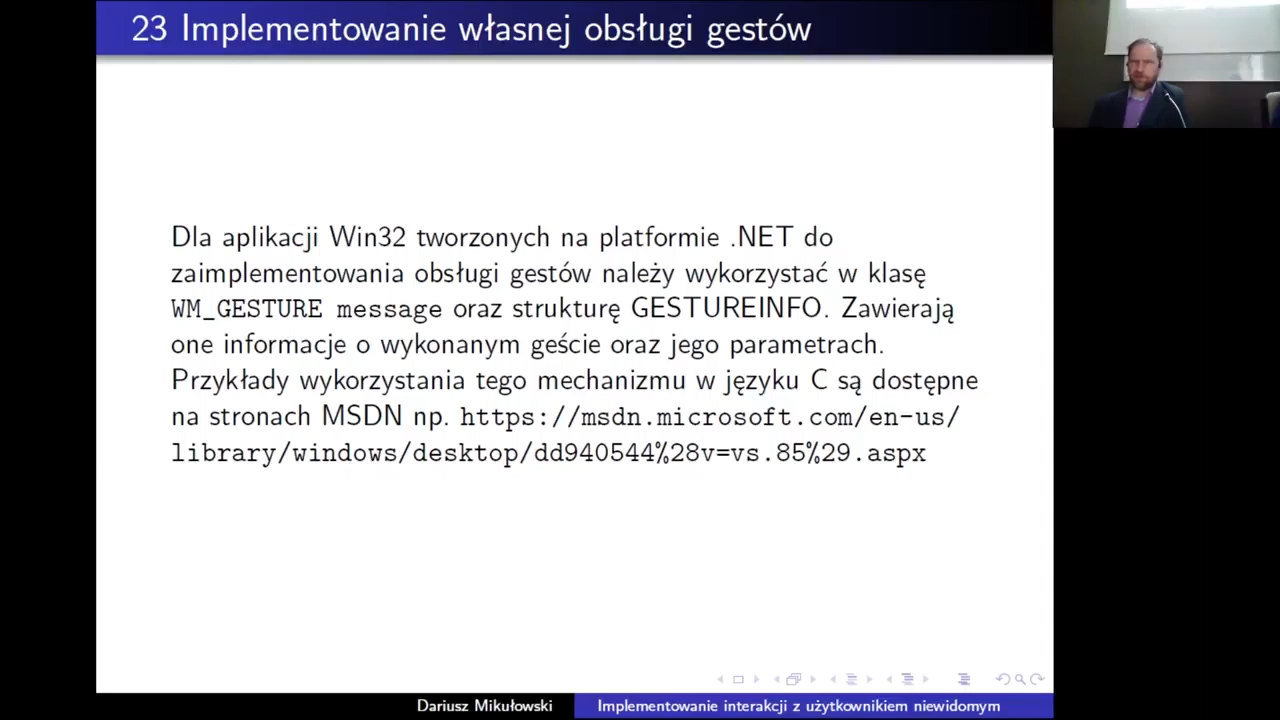 23 Implementowanie własnej obsługi gestów
Dla aplikacji Win32 tworzonych na platformie .NET do
zaimplementowania obsługi gestów należy wykorzystać w klasę
WM_GESTURE message oraz strukturę GESTUREINFO. Zawierają
one informacje o wykonanym geście oraz jego parametrach.
Przykłady wykorzystania tego mechanizmu w języku C są dostępne
na stronach MSDN np. https://msdn.microsoft.com/en-us/
library/windows/desktop/dd940544%28v=vs.85%29.aspx
Dariusz Mikułowski
Implementowanie interakcji z użytkownikiem niewidomym